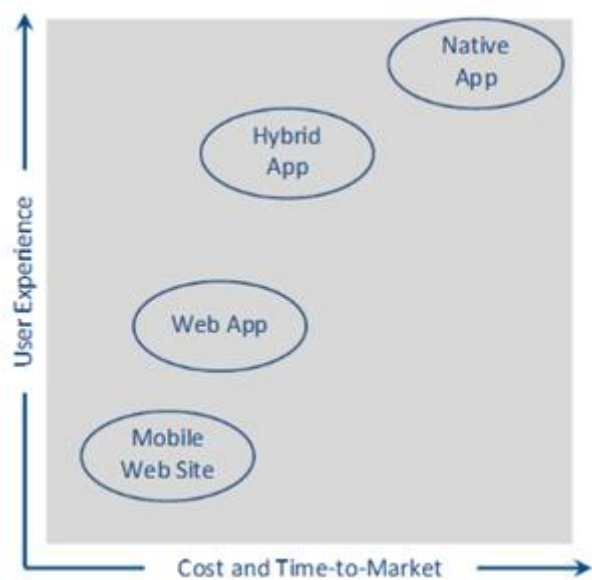 Native
App
Hybrid
App
Web App
Mobile
Web Site
User Experience
Cost and Time-to-Market